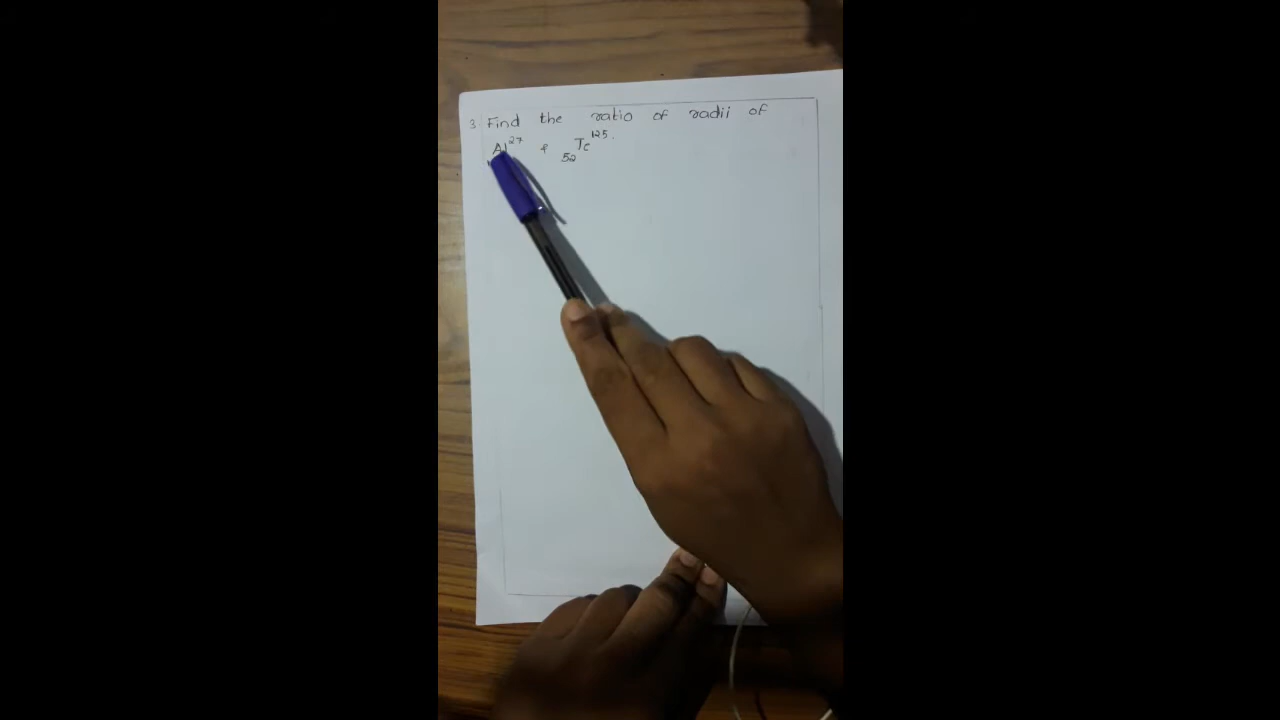 3 Find the ratio of radii of
Al²⁷ & ₅₂Te¹²⁵.